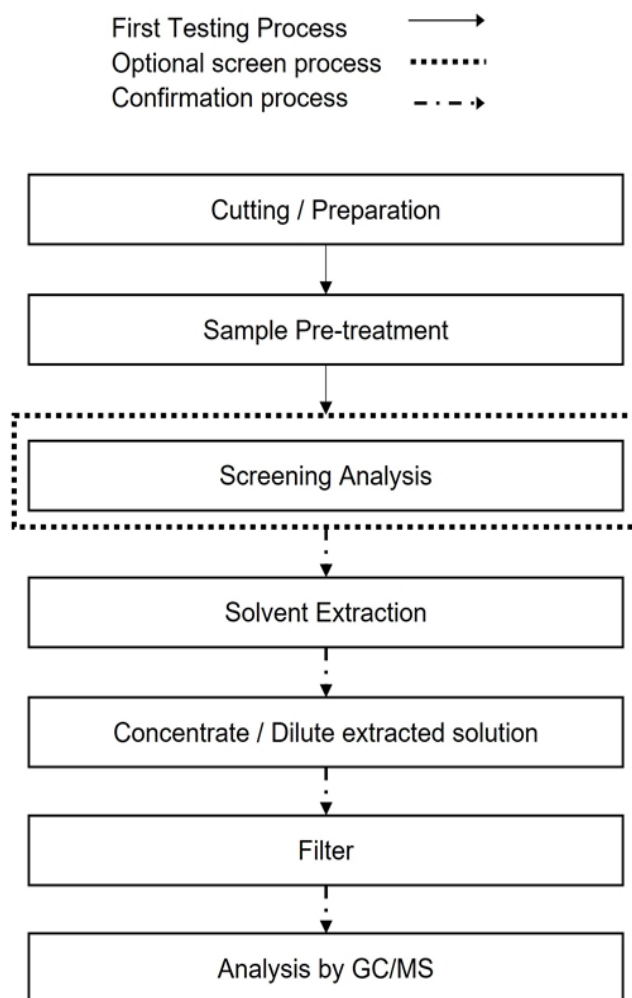 First Testing Process
Optional screen process
Confirmation process
Cutting / Preparation
Sample Pre-treatment
Screening Analysis
Solvent Extraction
Concentrate / Dilute extracted solution
Filter
Analysis by GC/MS